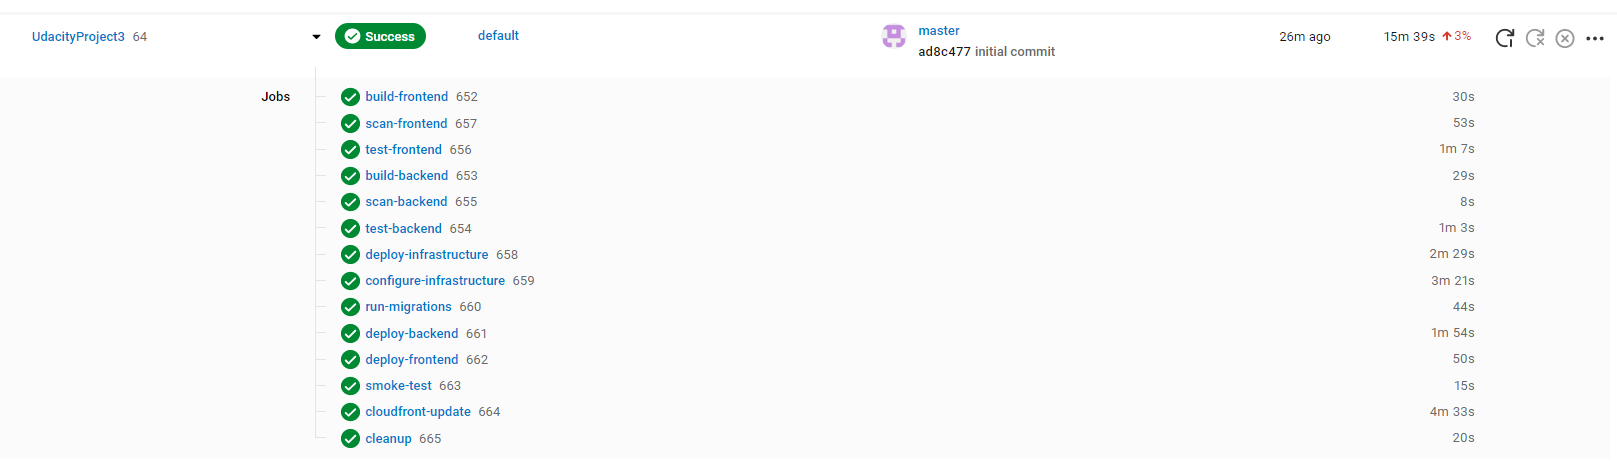 UdacityProject3 64 Success default master 26m ago 15m 39s 3%
ad8c477 initial commit
Jobs build-frontend 652 30s
scan-frontend 657 53s
test-frontend 656 1m 7s
build-backend 653 29s
scan-backend 655 8s
test-backend 654 1m 3s
deploy-infrastructure 658 2m 29s
configure-infrastructure 659 3m 21s
run-migrations 660 44s
deploy-backend 661 1m 54s
deploy-frontend 662 50s
smoke-test 663 15s
cloudfront-update 664 4m 33s
cleanup 665 20s